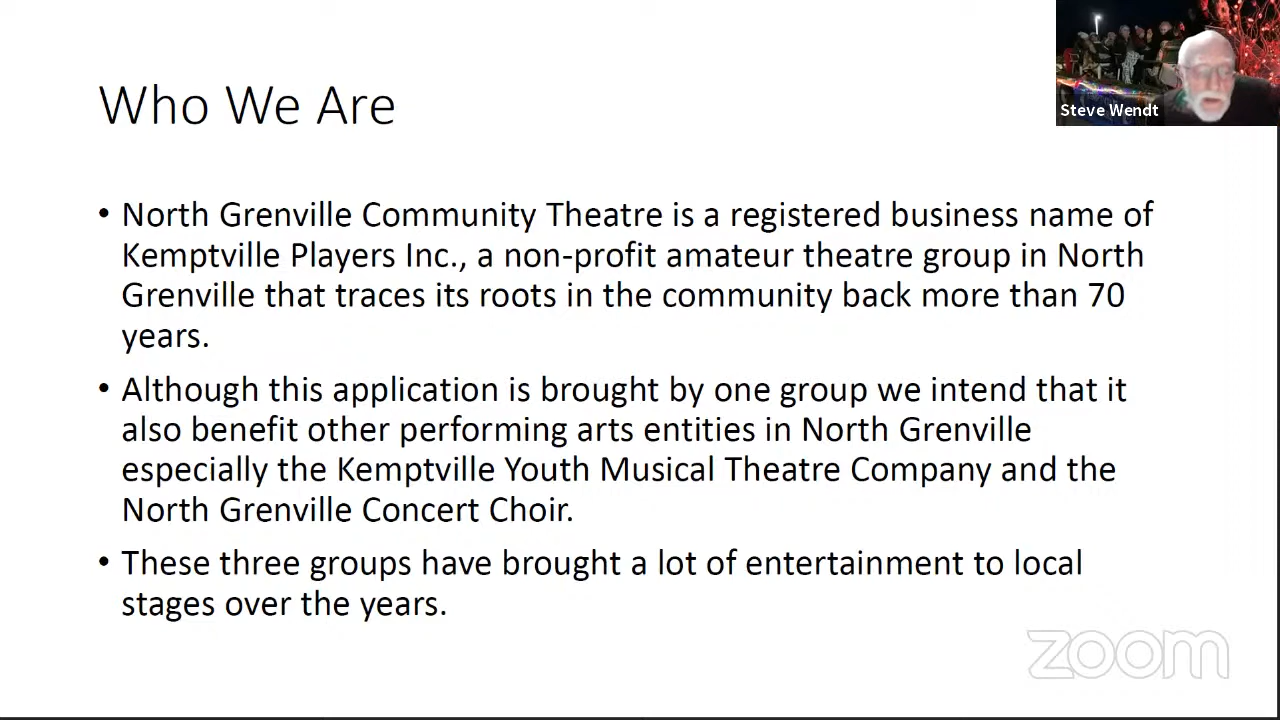 Who We Are
Steve Wendt
• North Grenville Community Theatre is a registered business name of
Kemptville Players Inc., a non-profit amateur theatre group in North
Grenville that traces its roots in the community back more than 70
years.
• Although this application is brought by one group we intend that it
also benefit other performing arts entities in North Grenville
especially the Kemptville Youth Musical Theatre Company and the
North Grenville Concert Choir.
• These three groups have brought a lot of entertainment to local
stages over the years.
zoom